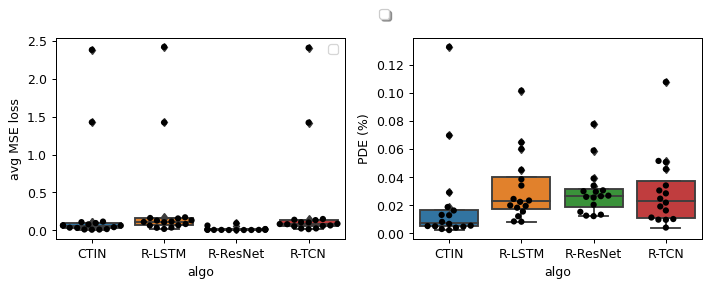 avg MSE loss
2.5
2.0
1.5
1.0
0.5
0.0
CTIN R-LSTM R-ResNet R-TCN
algo
PDE (%)
0.12
0.10
0.08
0.06
0.04
0.02
0.00
CTIN R-LSTM R-ResNet R-TCN
algo